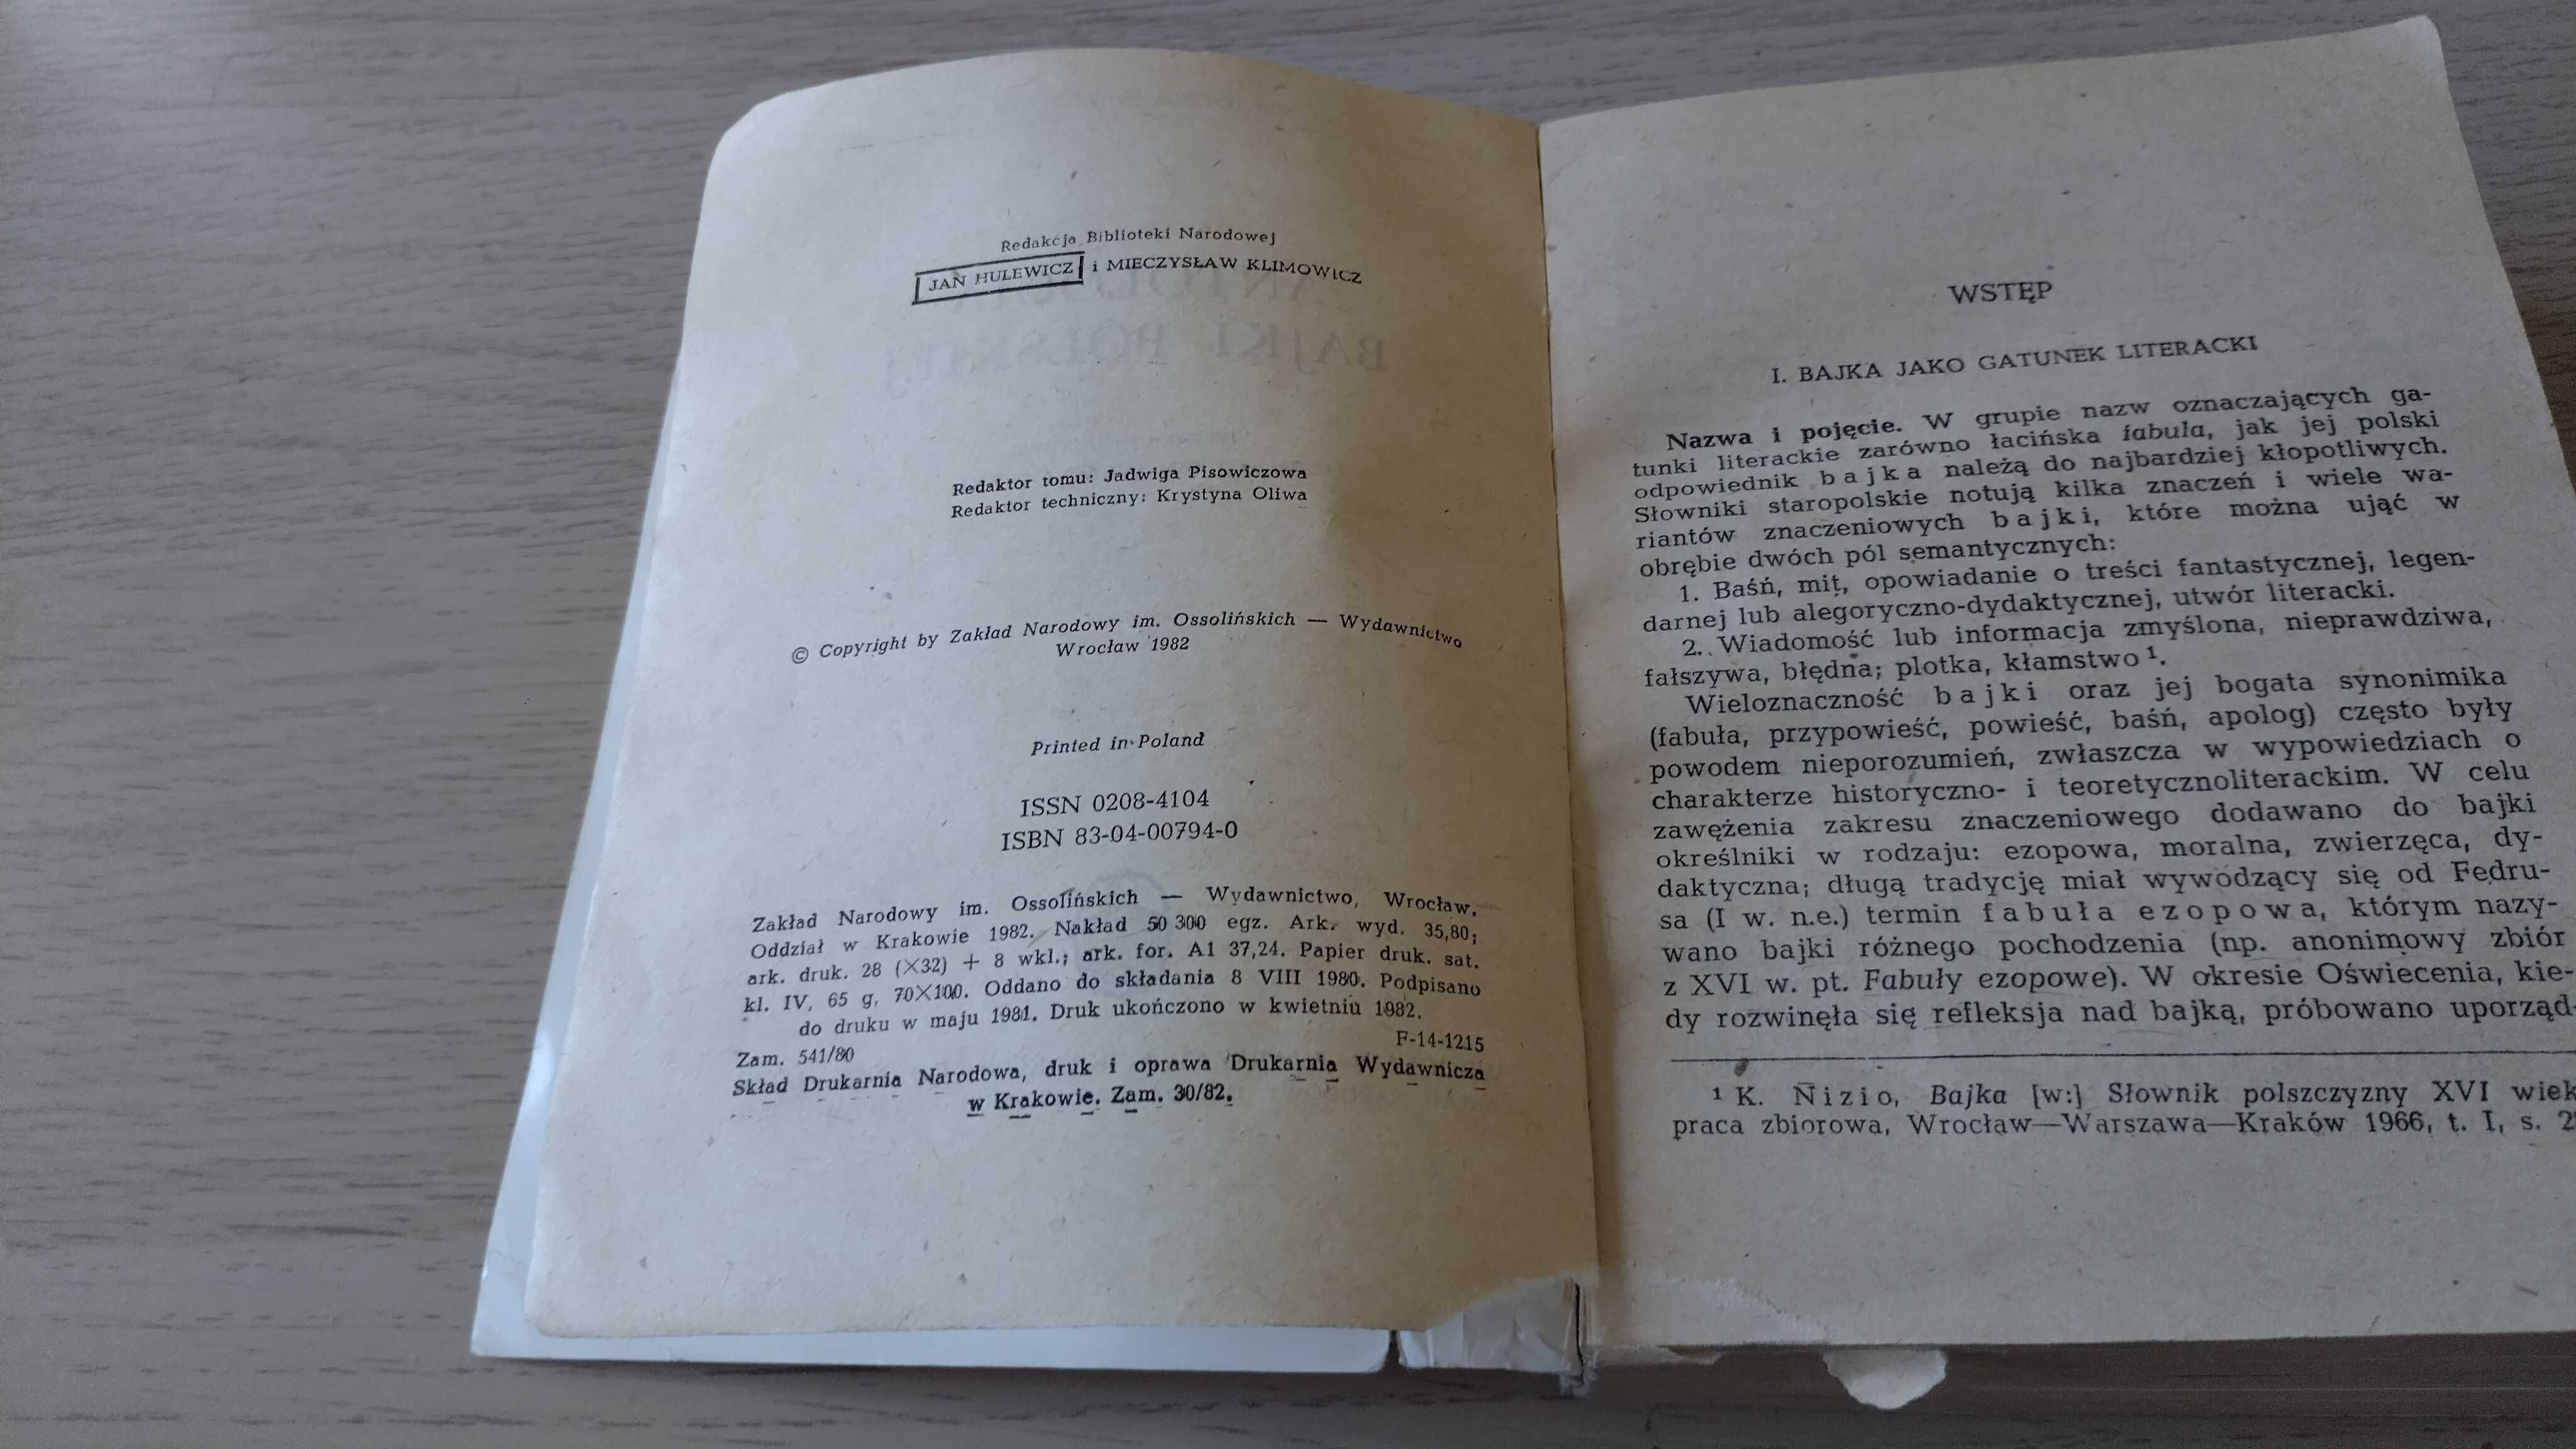 Redakcja Biblioteki Narodowej
JAN HULEWICZ i MIECZYSŁAW KLIMOWICZ
Redaktor tomu: Jadwiga Pisowiczowa
Redaktor techniczny: Krystyna Oliwa
© Copyright by Zakład Narodowy im. Ossolińskich — Wydawnictwo
Wrocław 1982
Printed in Poland
ISSN 0208-4104
ISBN 83-04-00794-0
Zakład Narodowy im. Ossolińskich — Wydawnictwo, Wrocław.
Oddział w Krakowie 1982. Nakład 50 300 egz. Ark. wyd. 35,80;
ark. druk. 28 (×32) + 8 wkl.; ark. for. A1 37,24. Papier druk. sat.
kl. IV, 65 g, 70×100. Oddano do składania 8 VIII 1980. Podpisano
do druku w maju 1981. Druk ukończono w kwietniu 1982.
Zam. 541/80 F-14-1215
Skład Drukarnia Narodowa, druk i oprawa Drukarnia Wydawnicza
w Krakowie. Zam. 30/82.
WSTĘP
I. BAJKA JAKO GATUNEK LITERACKI
Nazwa i pojęcie. W grupie nazw oznaczających ga-
tunki literackie zarówno łacińska fabula, jak jej polski
odpowiednik bajka należą do najbardziej kłopotliwych.
Słowniki staropolskie notują kilka znaczeń i wiele wa-
riantów znaczeniowych bajki, które można ująć w
obrębie dwóch pól semantycznych:
1. Baśń, mit, opowiadanie o treści fantastycznej, legen-
darnej lub alegoryczno-dydaktycznej, utwór literacki.
2. Wiadomość lub informacja zmyślona, nieprawdziwa,
fałszywa, błędna; plotka, kłamstwo¹.
Wieloznaczność bajki oraz jej bogata synonimika
(fabuła, przypowieść, powieść, baśń, apolog) często były
powodem nieporozumień, zwłaszcza w wypowiedziach o
charakterze historyczno- i teoretycznoliterackim. W celu
zawężenia zakresu znaczeniowego dodawano do bajki
określniki w rodzaju: ezopowa, moralna, zwierzęca, dy-
daktyczna; długą tradycję miał wywodzący się od Fedru-
sa (I w. n.e.) termin fabuła ezopowa, którym nazy-
wano bajki różnego pochodzenia (np. anonimowy zbiór
z XVI w. pt. Fabuły ezopowe). W okresie Oświecenia, kie-
dy rozwinęła się refleksja nad bajką, próbowano uporząd-
¹ K. Nizio, Bajka [w:] Słownik polszczyzny XVI wiek
praca zbiorowa, Wrocław—Warszawa—Kraków 1966, t. I, s.